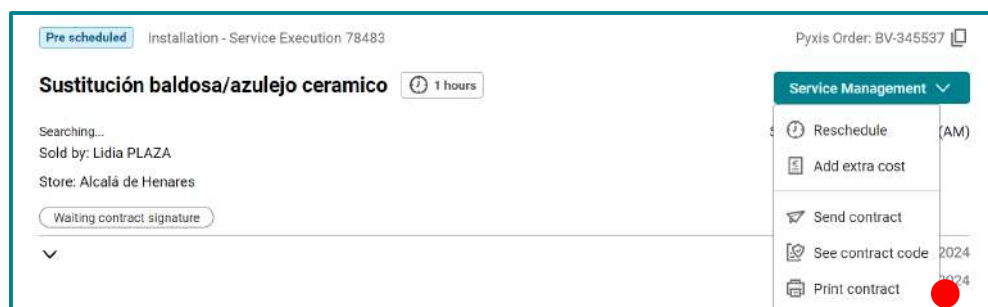 Pre scheduled Installation - Service Execution 78483
Pyxis Order: BV-345537
Sustitución baldosa/azulejo ceramico 1 hours
Service Management
Searching...
Sold by: Lidia PLAZA
Store: Alcalá de Henares
Waiting contract signature
Reschedule
(AM)
Add extra cost
Send contract
See contract code
2024
Print contract